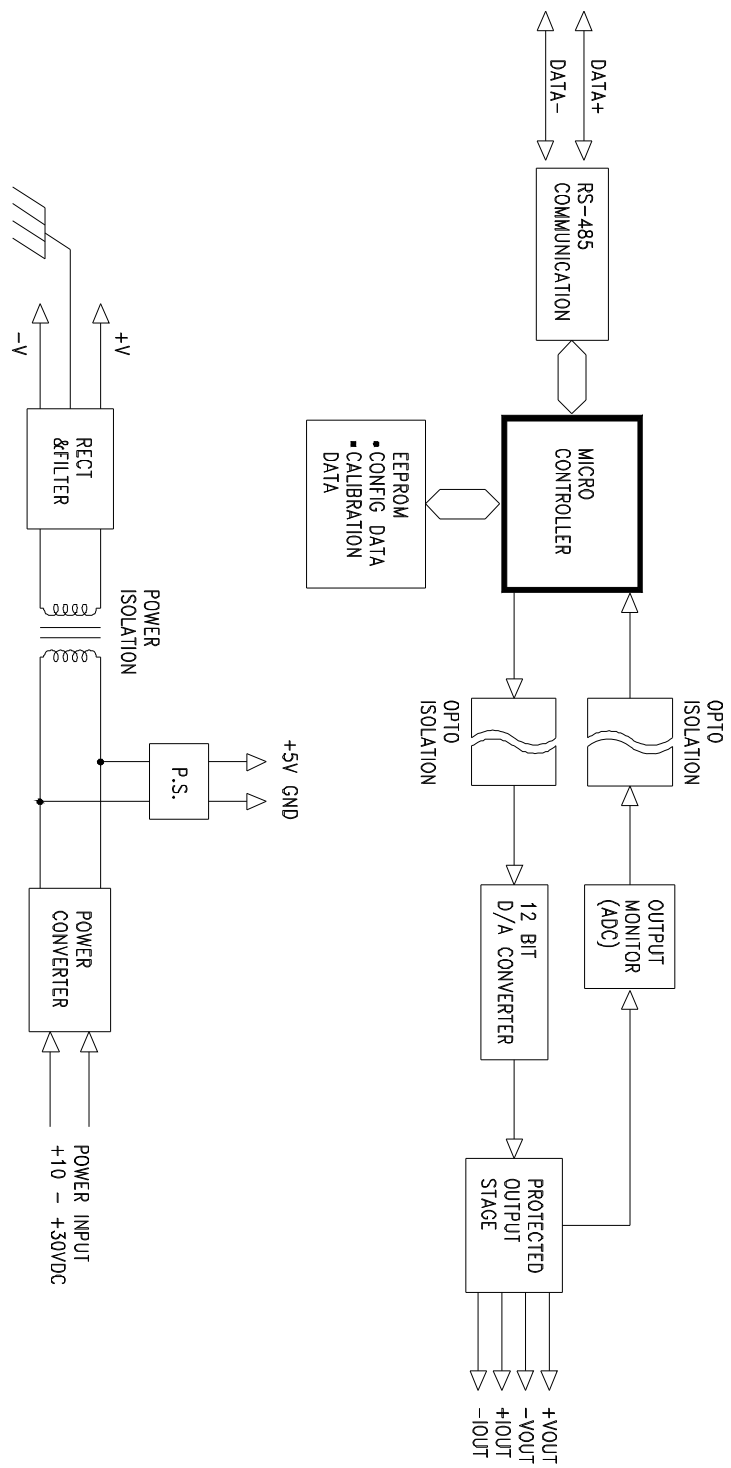 DATA+
DATA-
RS-485
COMMUNICATION
MICRO
CONTROLLER
EEPROM
• CONFIG DATA
▪ CALIBRATION
DATA
OPTO
ISOLATION
OPTO
ISOLATION
OUTPUT
MONITOR
(ADC)
12 BIT
D/A CONVERTER
PROTECTED
OUTPUT
STAGE
+VOUT
-VOUT
+IOUT
-IOUT
+V
-V
RECT
&FILTER
POWER
ISOLATION
+5V GND
P.S.
POWER
CONVERTER
POWER INPUT
+10 - +30VDC